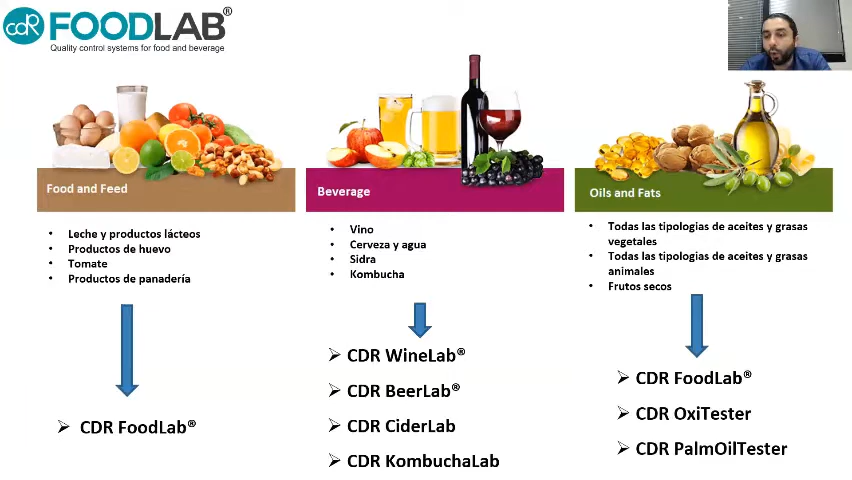 cdR FOODLAB®
Quality control systems for food and beverage
Food and Feed
• Leche y productos lácteos
• Productos de huevo
• Tomate
• Productos de panadería
➢ CDR FoodLab®
Beverage
• Vino
• Cerveza y agua
• Sidra
• Kombucha
➢ CDR WineLab®
➢ CDR BeerLab®
➢ CDR CiderLab
➢ CDR KombuchaLab
Oils and Fats
• Todas las tipologias de aceites y grasas
vegetales
• Todas las tipologias de aceites y grasas
animales
• Frutos secos
➢ CDR FoodLab®
➢ CDR OxiTester
➢ CDR PalmOilTester